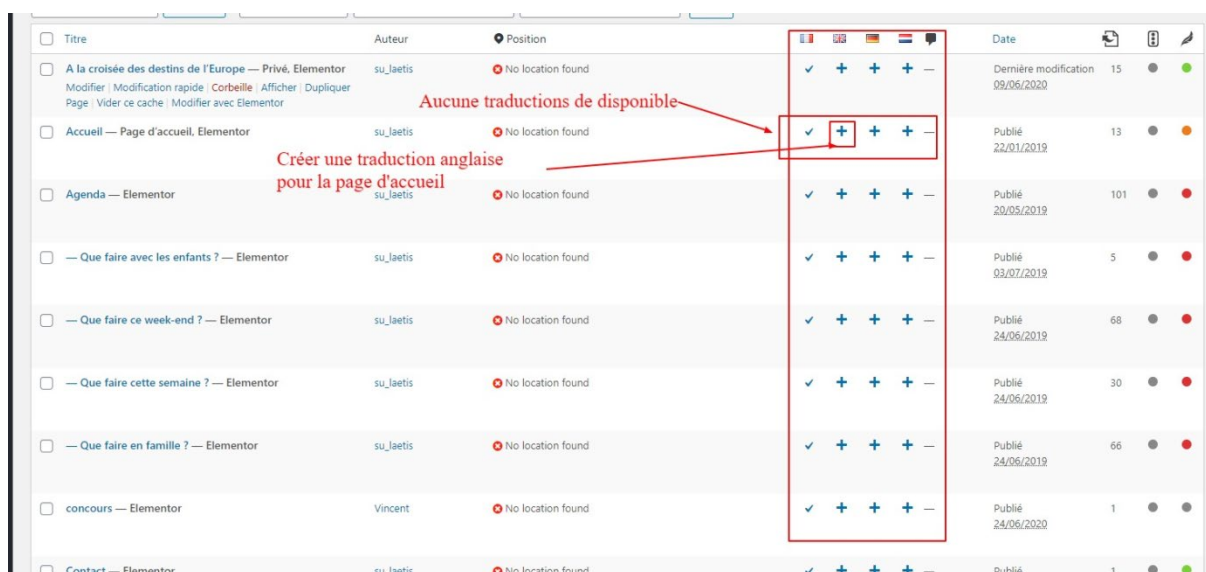 Titre Auteur Position Date
A la croisée des destins de l'Europe — Privé, Elementor su_laetis No location found — Dernière modification 15
Modifier | Modification rapide | Corbeille | Afficher | Dupliquer 09/06/2020
Page | Vider ce cache | Modifier avec Elementor
Aucune traductions de disponible
Accueil — Page d'accueil, Elementor su_laetis No location found — Publié 13
22/01/2019
Créer une traduction anglaise
pour la page d'accueil
Agenda — Elementor su_laetis No location found — Publié 101
20/05/2019
— Que faire avec les enfants ? — Elementor su_laetis No location found — Publié 5
03/07/2019
— Que faire ce week-end ? — Elementor su_laetis No location found — Publié 68
24/06/2019
— Que faire cette semaine ? — Elementor su_laetis No location found — Publié 30
24/06/2019
— Que faire en famille ? — Elementor su_laetis No location found — Publié 66
24/06/2019
concours — Elementor Vincent No location found — Publié 1
24/06/2020
Contact — Elementor su_laetis No location found — Publié 1